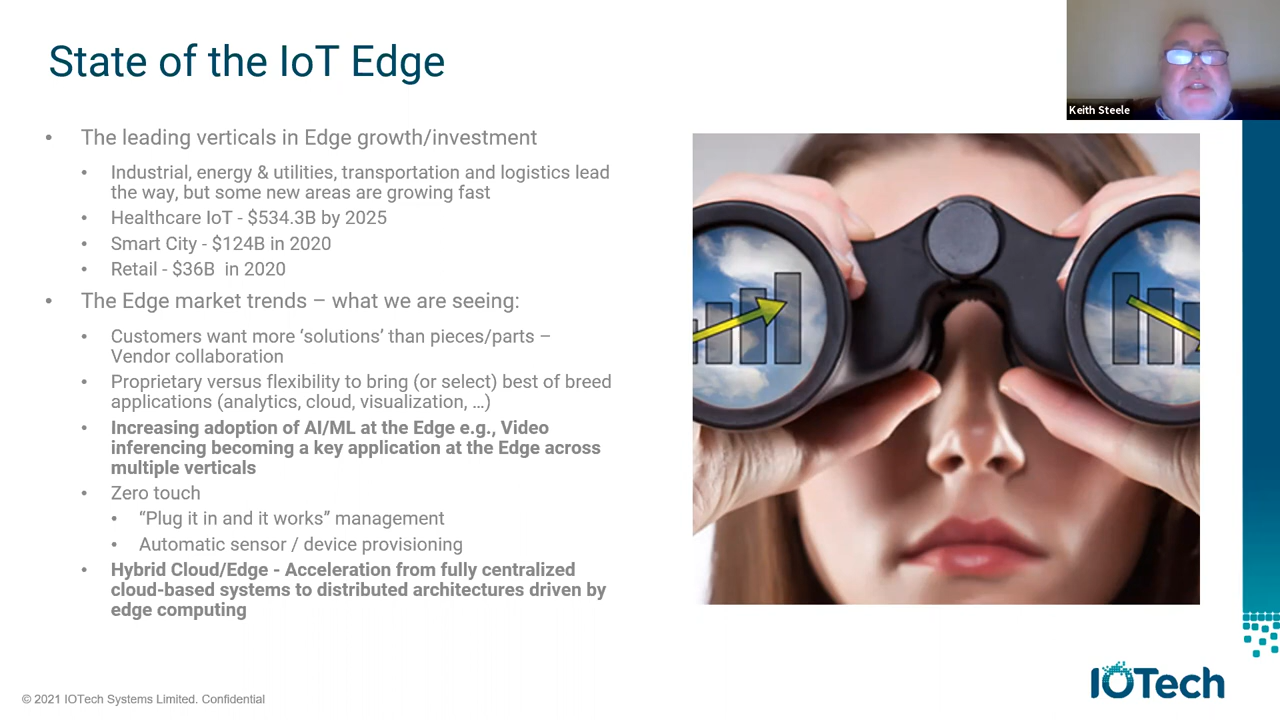 State of the IoT Edge
Keith Steele
• The leading verticals in Edge growth/investment
• Industrial, energy & utilities, transportation and logistics lead
the way, but some new areas are growing fast
• Healthcare IoT - $534.3B by 2025
• Smart City - $124B in 2020
• Retail - $36B  in 2020
• The Edge market trends – what we are seeing:
• Customers want more ‘solutions’ than pieces/parts –
Vendor collaboration
• Proprietary versus flexibility to bring (or select) best of breed
applications (analytics, cloud, visualization, …)
• Increasing adoption of AI/ML at the Edge e.g., Video
inferencing becoming a key application at the Edge across
multiple verticals
• Zero touch
• “Plug it in and it works” management
• Automatic sensor / device provisioning
• Hybrid Cloud/Edge - Acceleration from fully centralized
cloud-based systems to distributed architectures driven by
edge computing
© 2021 IOTech Systems Limited. Confidential
IOTech